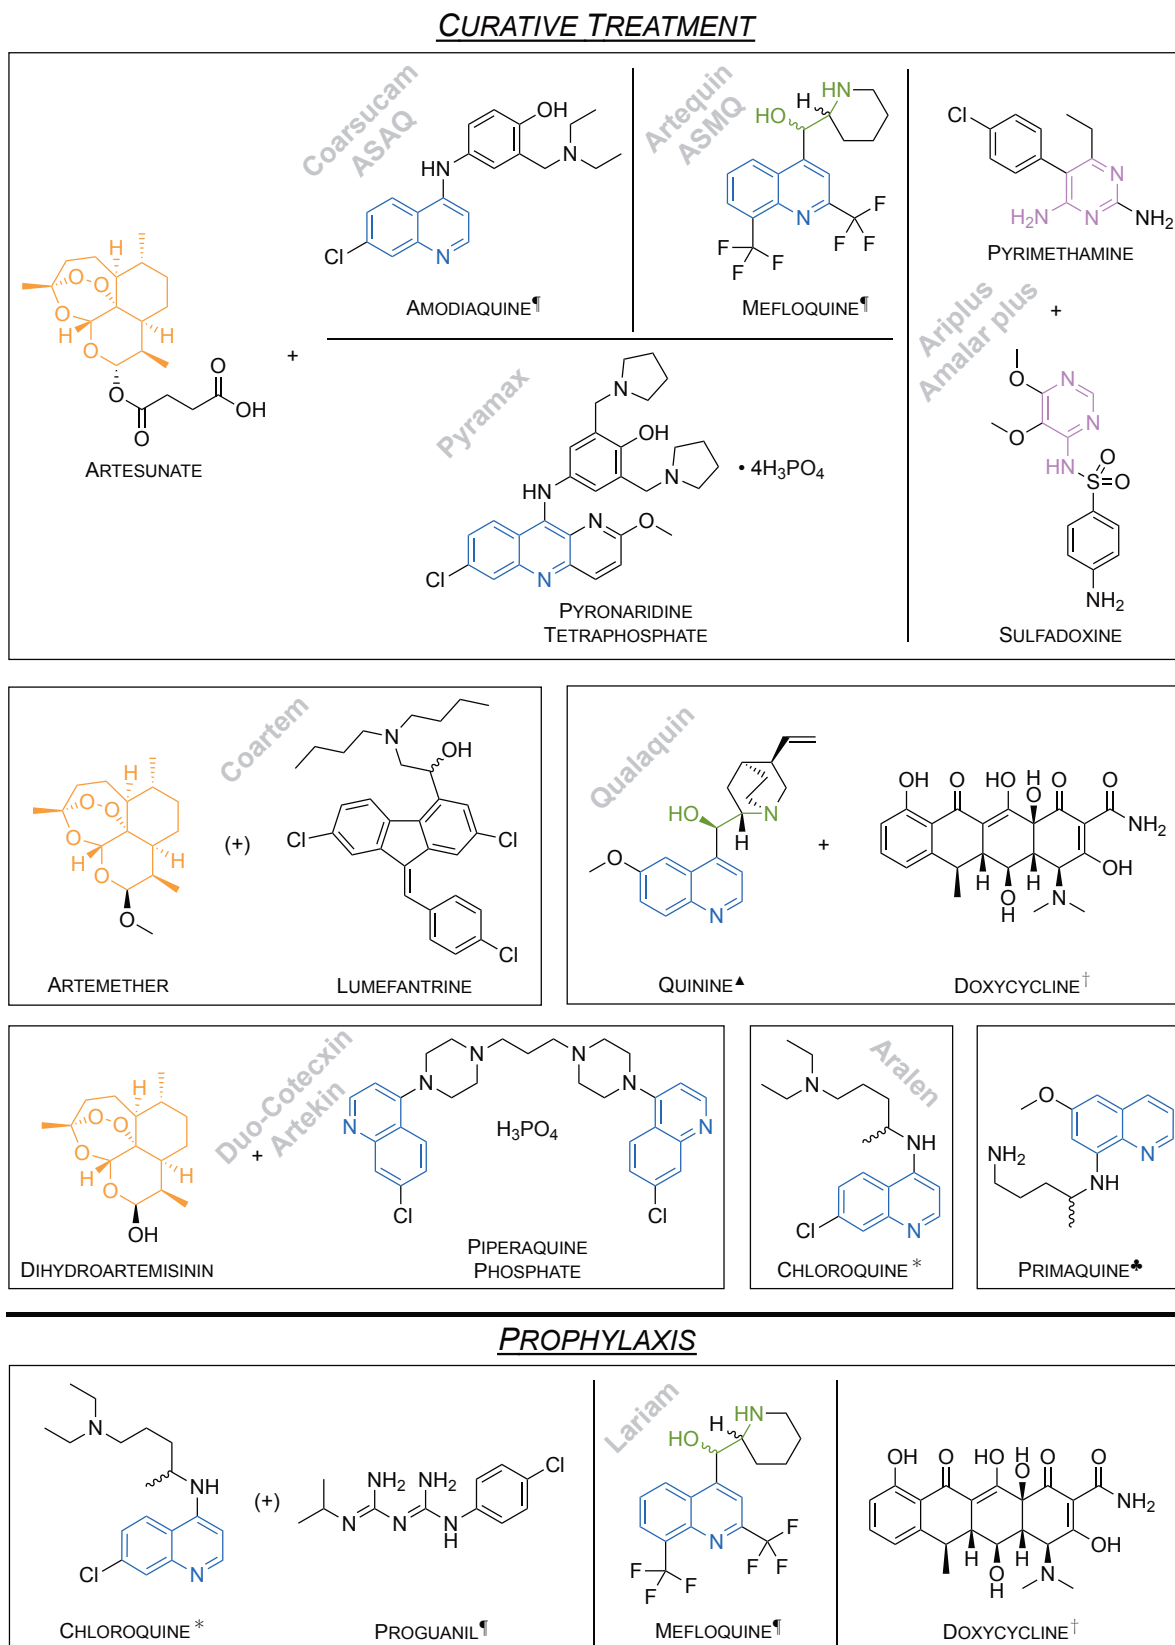 CURATIVE TREATMENT
Coarsucam
ASAQ
OH
N
HN
Cl
N
AMODIAQUINE¶
Artequin
ASMQ
HN
H
HO
N
F
F
F
F
F
F
MEFLOQUINE¶
Cl
N
H2N
N
NH2
PYRIMETHAMINE
+
Ariplus
Amalar plus
O
N
O
N
HN
O
S
O
NH2
SULFADOXINE
H
O
O
O
H
H
O
O
O
O
OH
ARTESUNATE
+
Pyramax
N
OH
N
HN
• 4H3PO4
N
O
Cl
N
PYRONARIDINE
TETRAPHOSPHATE
Coartem
H
O
O
O
H
H
O
O
ARTEMETHER
(+)
N
OH
Cl
Cl
Cl
LUMEFANTRINE
Qualaquin
HO
N
H
O
N
QUININE▲
+
OH
O
OH
OH
O
O
NH2
OH
H
H
OH
N
DOXYCYCLINE†
Duo-Cotecxin
Artekin
H
O
O
O
H
H
O
OH
DIHYDROARTEMISININ
+
N
N
N
N
N
N
H3PO4
Cl
Cl
PIPERAQUINE
PHOSPHATE
Aralen
N
NH
Cl
N
CHLOROQUINE*
O
N
NH2
NH
PRIMAQUINE♣
PROPHYLAXIS
N
NH
Cl
N
CHLOROQUINE*
(+)
NH2
NH2
Cl
N
N
N
H
PROGUANIL¶
Lariam
HN
H
HO
N
F
F
F
F
F
F
MEFLOQUINE¶
OH
O
OH
OH
O
O
NH2
OH
H
H
OH
N
DOXYCYCLINE†